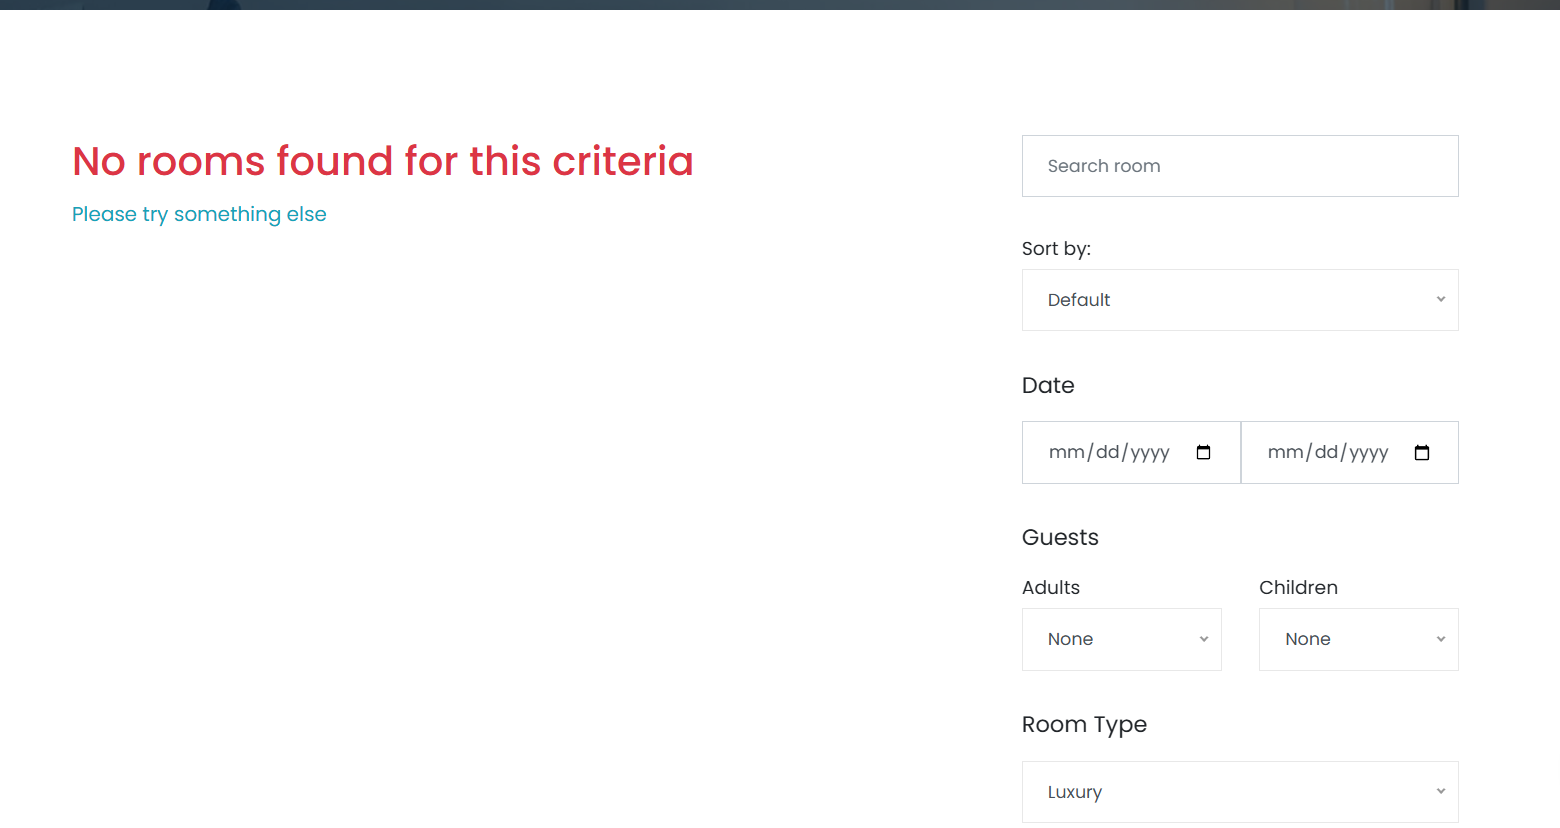 No rooms found for this criteria
Please try something else
Search room
Sort by:
Default
Date
mm/dd/yyyy mm/dd/yyyy
Guests
Adults Children
None None
Room Type
Luxury